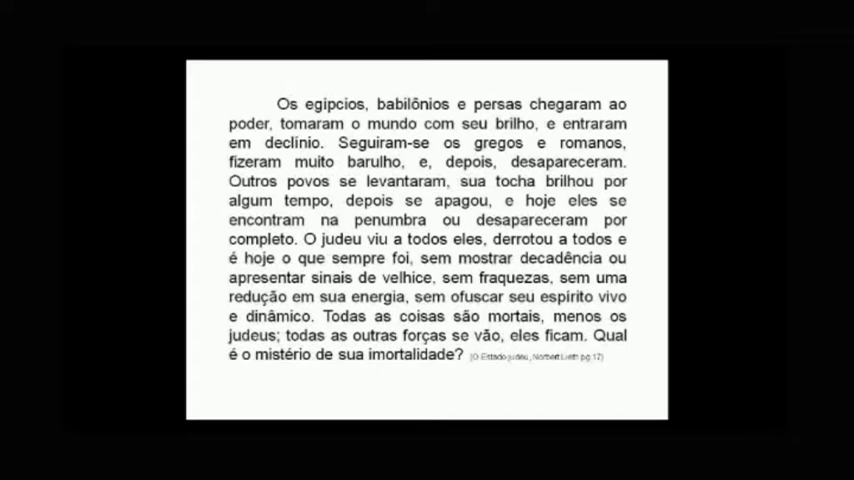 Os egípcios, babilônios e persas chegaram ao
poder, tomaram o mundo com seu brilho, e entraram
em declínio. Seguiram-se os gregos e romanos,
fizeram muito barulho, e, depois, desapareceram.
Outros povos se levantaram, sua tocha brilhou por
algum tempo, depois se apagou, e hoje eles se
encontram na penumbra ou desapareceram por
completo. O judeu viu a todos eles, derrotou a todos e
é hoje o que sempre foi, sem mostrar decadência ou
apresentar sinais de velhice, sem fraquezas, sem uma
redução em sua energia, sem ofuscar seu espírito vivo
e dinâmico. Todas as coisas são mortais, menos os
judeus; todas as outras forças se vão, eles ficam. Qual
é o mistério de sua imortalidade? (O Estado judeu, Norbert Lieth pg.17)